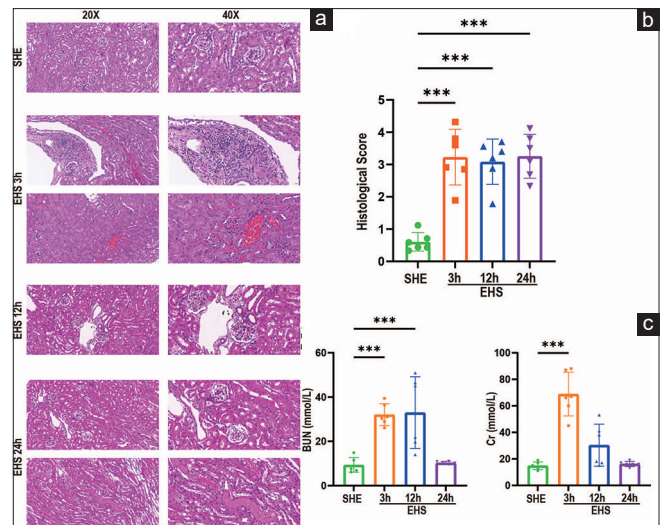 20X 40X
a
SHE
EHS 3h
EHS 12h
EHS 24h
b
***
***
***
Histological Score
5
4
3
2
1
0
SHE 3h 12h 24h
EHS
c
***
***
BUN (mmol/L)
60
40
20
0
SHE 3h 12h 24h
EHS
***
Cr (mmol/L)
100
80
60
40
20
0
SHE 3h 12h 24h
EHS